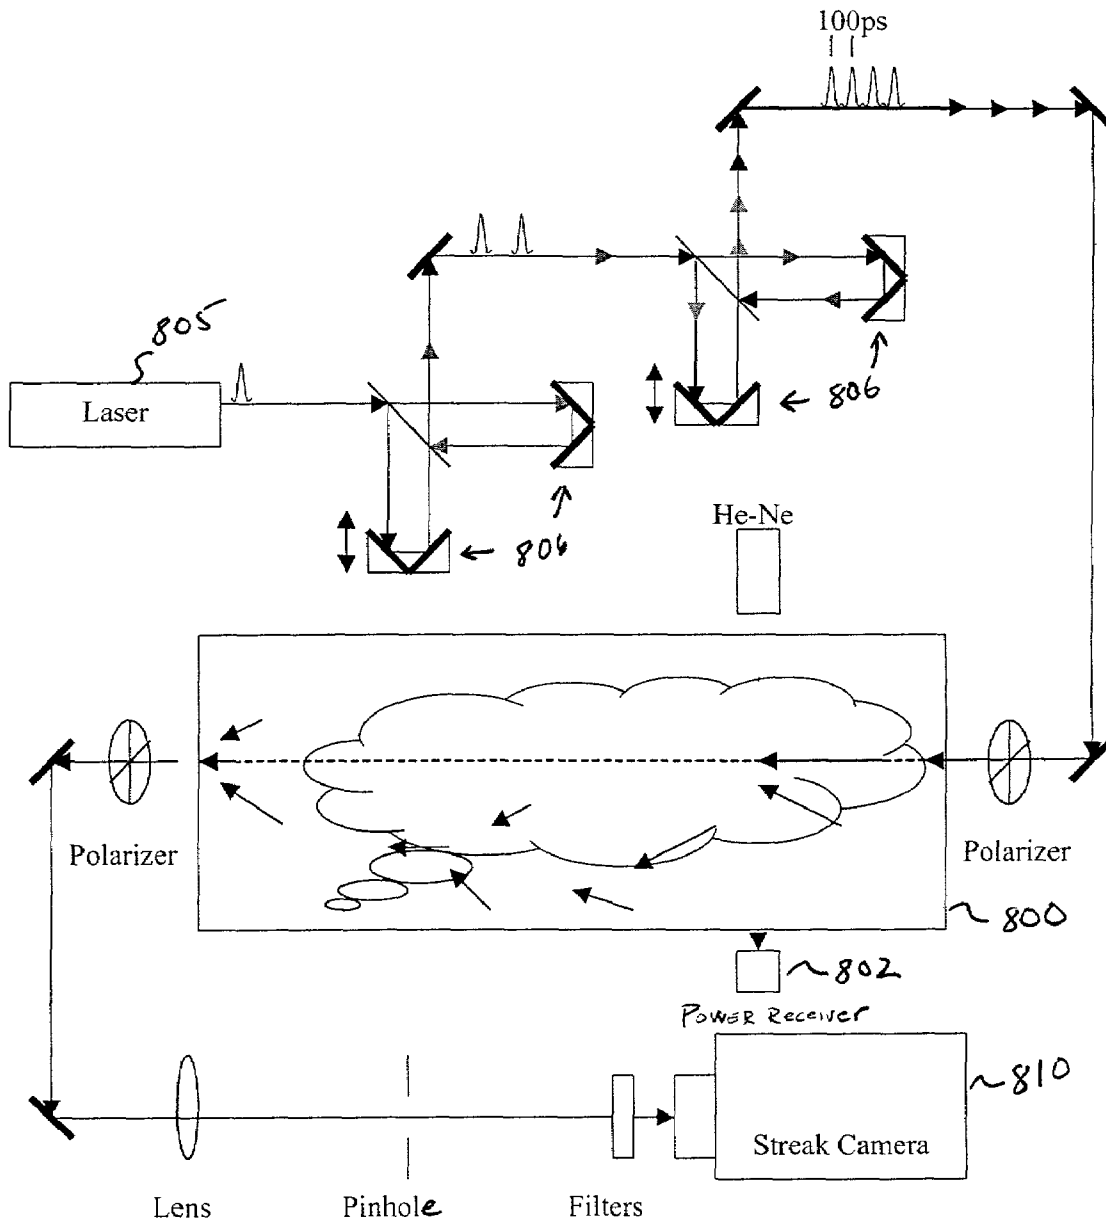 100ps
805
Laser
806
806
He-Ne
Polarizer
Polarizer
800
802
Power Receiver
810
Streak Camera
Lens
Pinhole
Filters